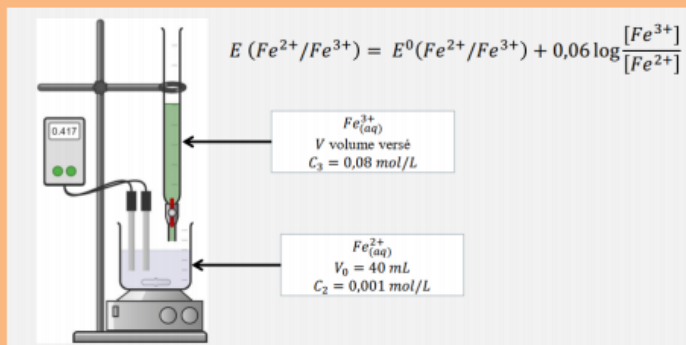 E (Fe²⁺/Fe³⁺) = E⁰(Fe²⁺/Fe³⁺) + 0,06 log [Fe³⁺]/[Fe²⁺]
0.417
Fe³⁺(aq)
V volume versé
C₃ = 0,08 mol/L
Fe²⁺(aq)
V₀ = 40 mL
C₂ = 0,001 mol/L